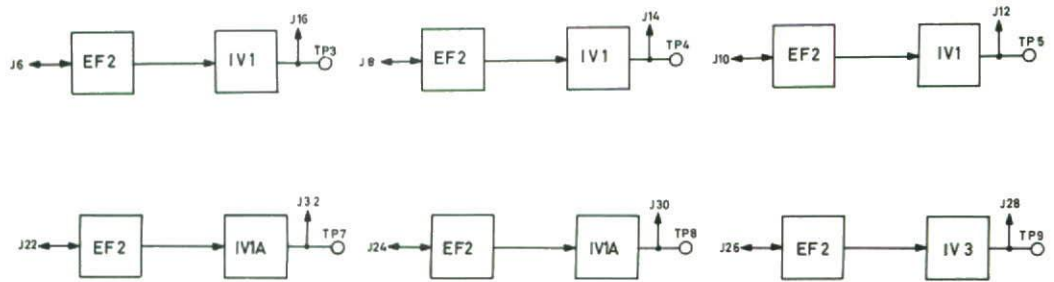 J16
J14
J12
TP3
TP4
TP5
J6
EF2
IV1
J8
EF2
IV1
J10
EF2
IV1
J32
J30
J28
TP7
TP8
TP9
J22
EF2
IV1A
J24
EF2
IV1A
J26
EF2
IV3